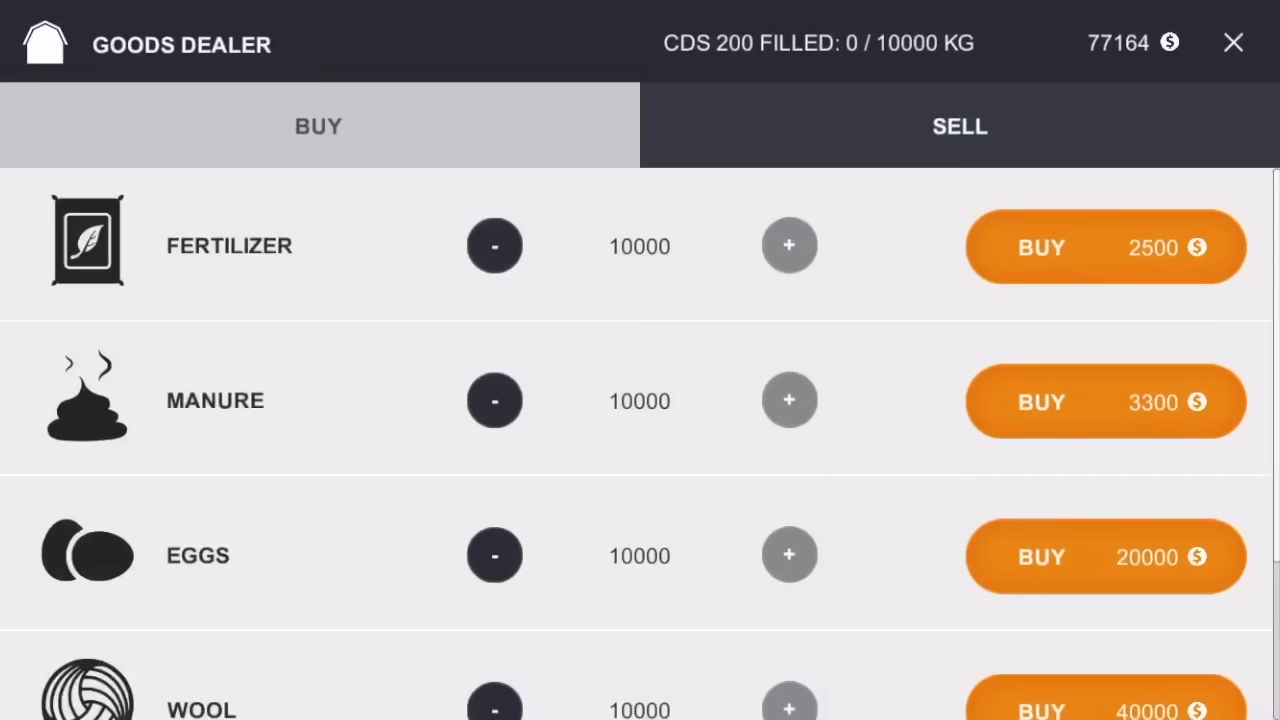 GOODS DEALER
CDS 200 FILLED: 0 / 10000 KG
77164 $
BUY
SELL
FERTILIZER - 10000 + BUY 2500 $
MANURE - 10000 + BUY 3300 $
EGGS - 10000 + BUY 20000 $
WOOL - 10000 + BUY 40000 $